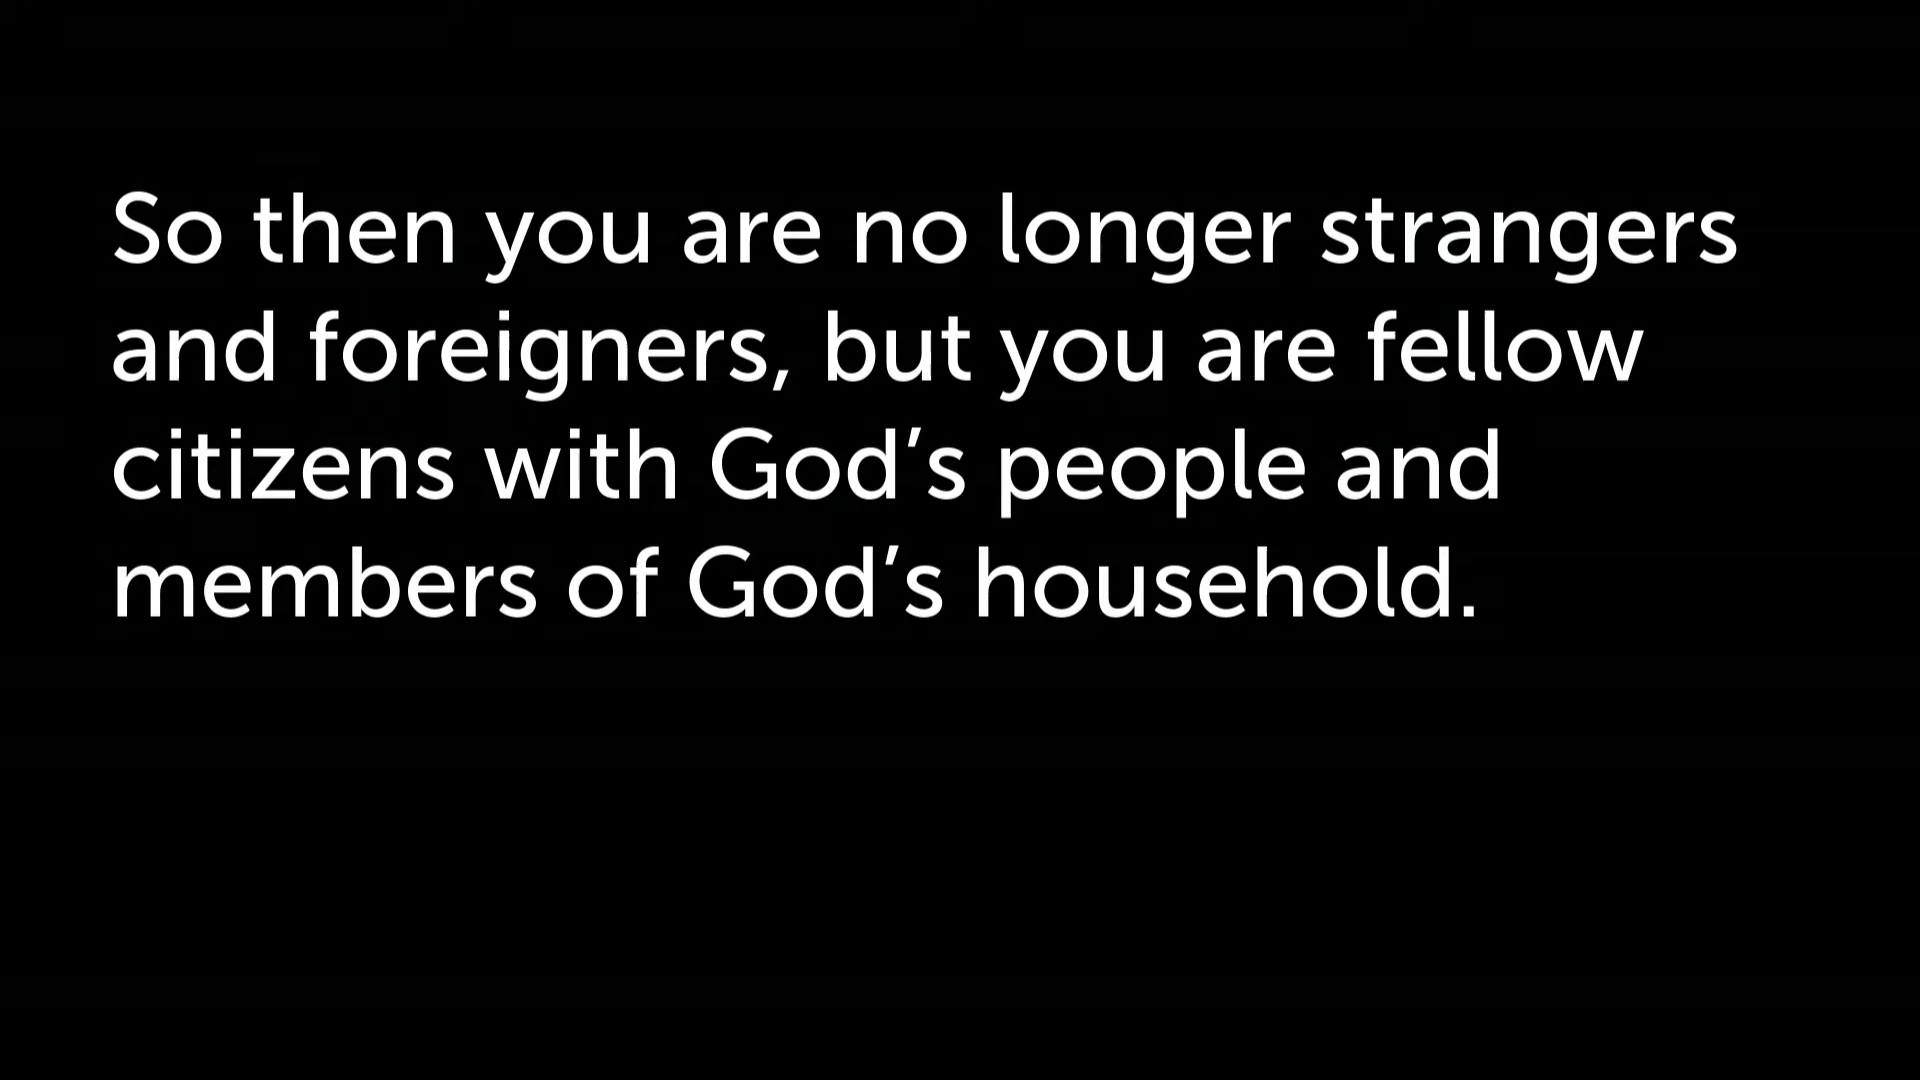 So then you are no longer strangers
and foreigners, but you are fellow
citizens with God’s people and
members of God’s household.